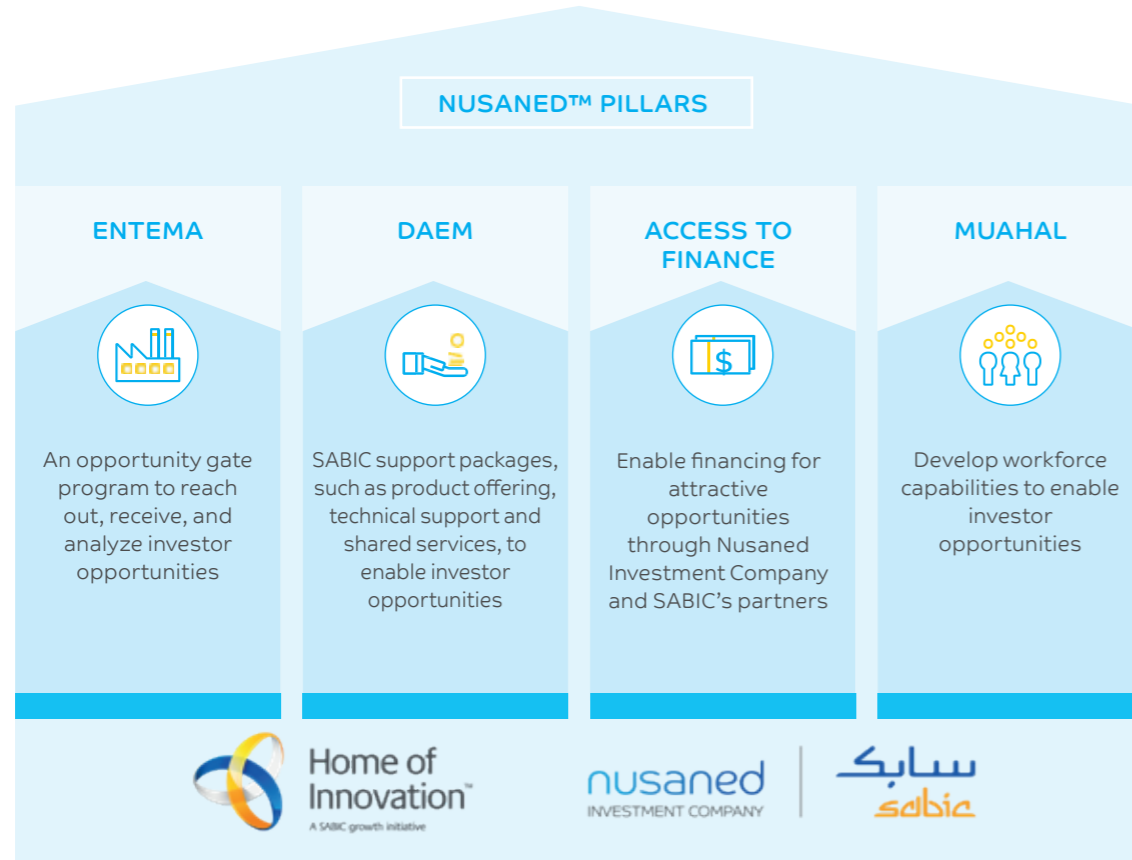 NUSANED™ PILLARS
ENTEMA
An opportunity gate
program to reach
out, receive, and
analyze investor
opportunities
DAEM
SABIC support packages,
such as product offering,
technical support and
shared services, to
enable investor
opportunities
ACCESS TO
FINANCE
$
Enable financing for
attractive
opportunities
through Nusaned
Investment Company
and SABIC’s partners
MUAHAL
Develop workforce
capabilities to enable
investor
opportunities
Home of
Innovation™
A SABIC growth initiative
nusaned
INVESTMENT COMPANY
سابك
sabic